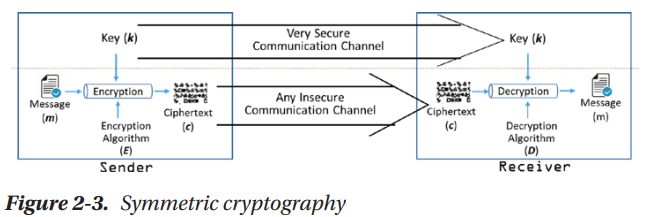 Key (k)
Very Secure
Communication Channel
Key (k)
Encryption
Decryption
Message
(m)
Ciphertext
(c)
Any Insecure
Communication Channel
Ciphertext
(c)
Message
(m)
Encryption
Algorithm
(E)
Decryption
Algorithm
(D)
Sender
Receiver
Figure 2-3. Symmetric cryptography